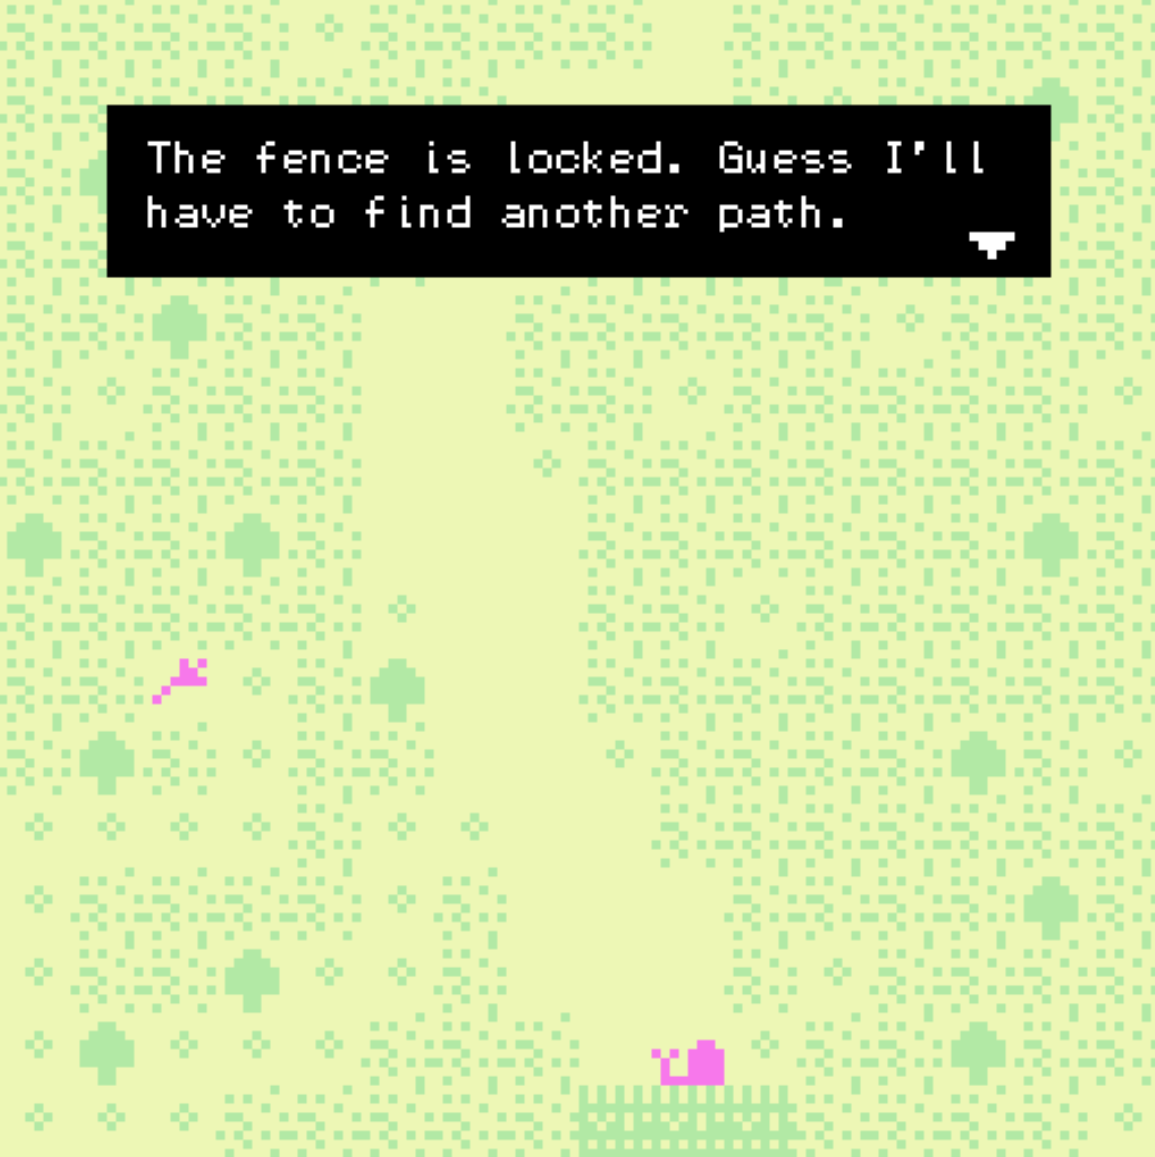 The fence is locked. Guess I'll
have to find another path.